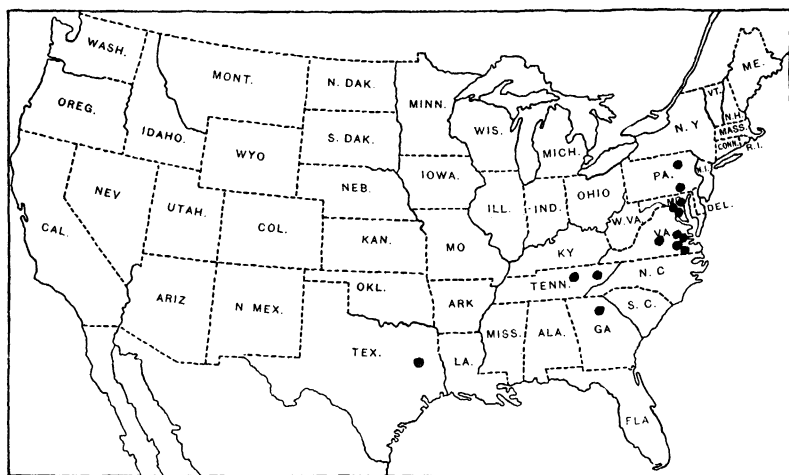 WASH.
MONT.
N. DAK.
MINN.
ME.
VT.
OREG.
IDAHO.
S. DAK.
WIS.
MICH.
N. Y
N.H.
MASS.
CONN.
R.I.
WYO
IOWA.
PA.
N.J.
NEV
NEB.
ILL.
IND.
OHIO
MD
DEL.
UTAH.
COL.
W.VA.
VA.
CAL.
KAN.
MO
KY
ARIZ
N MEX.
OKL.
ARK
TENN.
N. C
S. C.
TEX.
LA.
MISS.
ALA.
GA
FLA